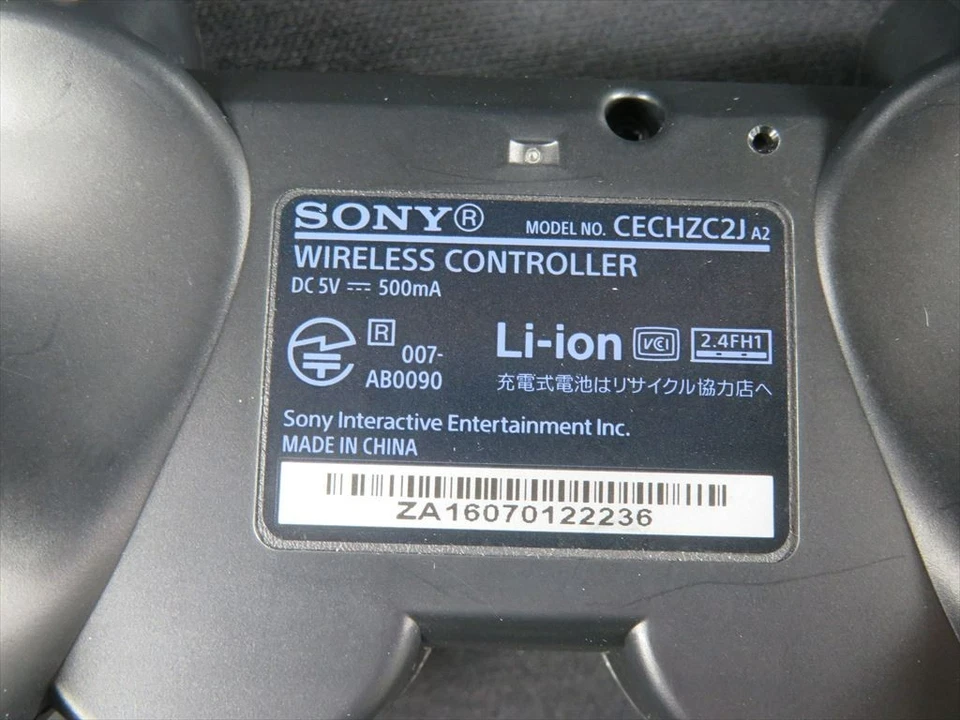 SONY® MODEL NO. CECHZC2J A2
WIRELESS CONTROLLER
DC 5V ⎓ 500mA
R 007-
AB0090
Li-ion VCI 2.4FH1
充電式電池はリサイクル協力店へ
Sony Interactive Entertainment Inc.
MADE IN CHINA
ZA16070122236